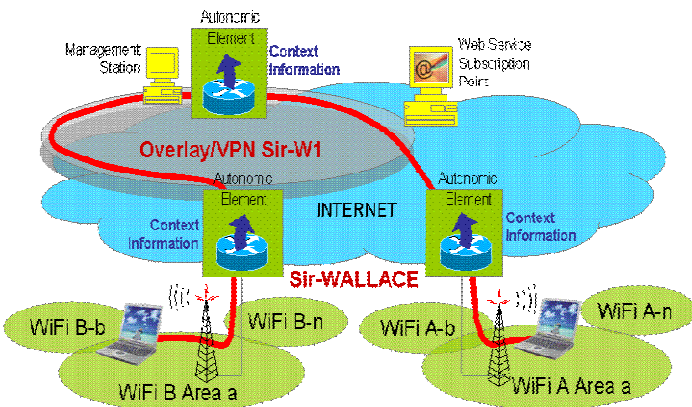 Autonomic
Element
Management
Station
Context
Information
Web Service
Subscription
Point
Overlay/VPN Sir-W1
Autonomic
Element
Context
Information
INTERNET
Autonomic
Element
Context
Information
Sir-WALLACE
WiFi B-b
WiFi B-n
WiFi A-b
WiFi A-n
WiFi B Area a
WiFi A Area a